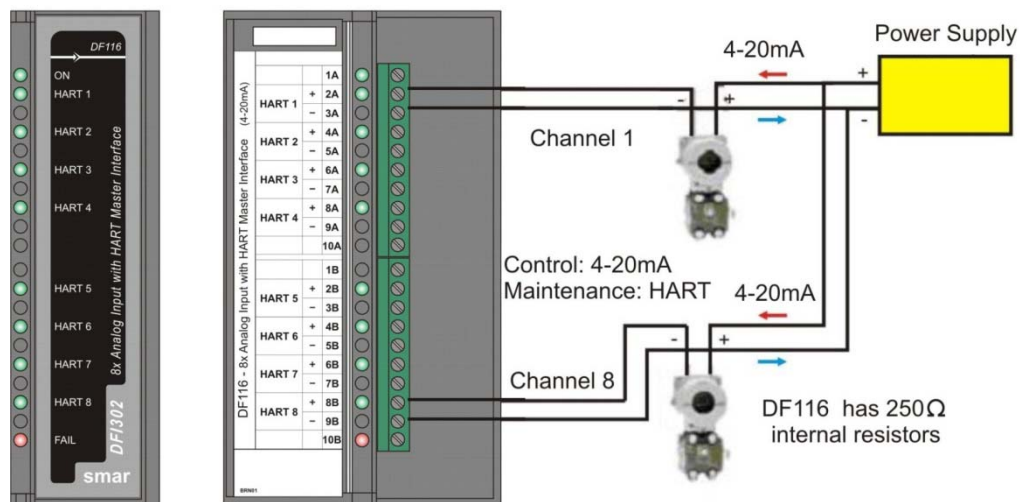 DF116
ON
HART 1
HART 2
HART 3
HART 4
HART 5
HART 6
HART 7
HART 8
FAIL
8x Analog Input with HART Master Interface
DFI302
smar
DF116 - 8x Analog Input with HART Master Interface (4-20mA)
1A
HART 1 + 2A
- 3A
HART 2 + 4A
- 5A
HART 3 + 6A
- 7A
HART 4 + 8A
- 9A
10A
1B
HART 5 + 2B
- 3B
HART 6 + 4B
- 5B
HART 7 + 6B
- 7B
HART 8 + 8B
- 9B
10B
BRN01
Power Supply
4-20mA
+
-
- +
Channel 1
Control: 4-20mA
Maintenance: HART
4-20mA
- +
Channel 8
DF116 has 250Ω
internal resistors